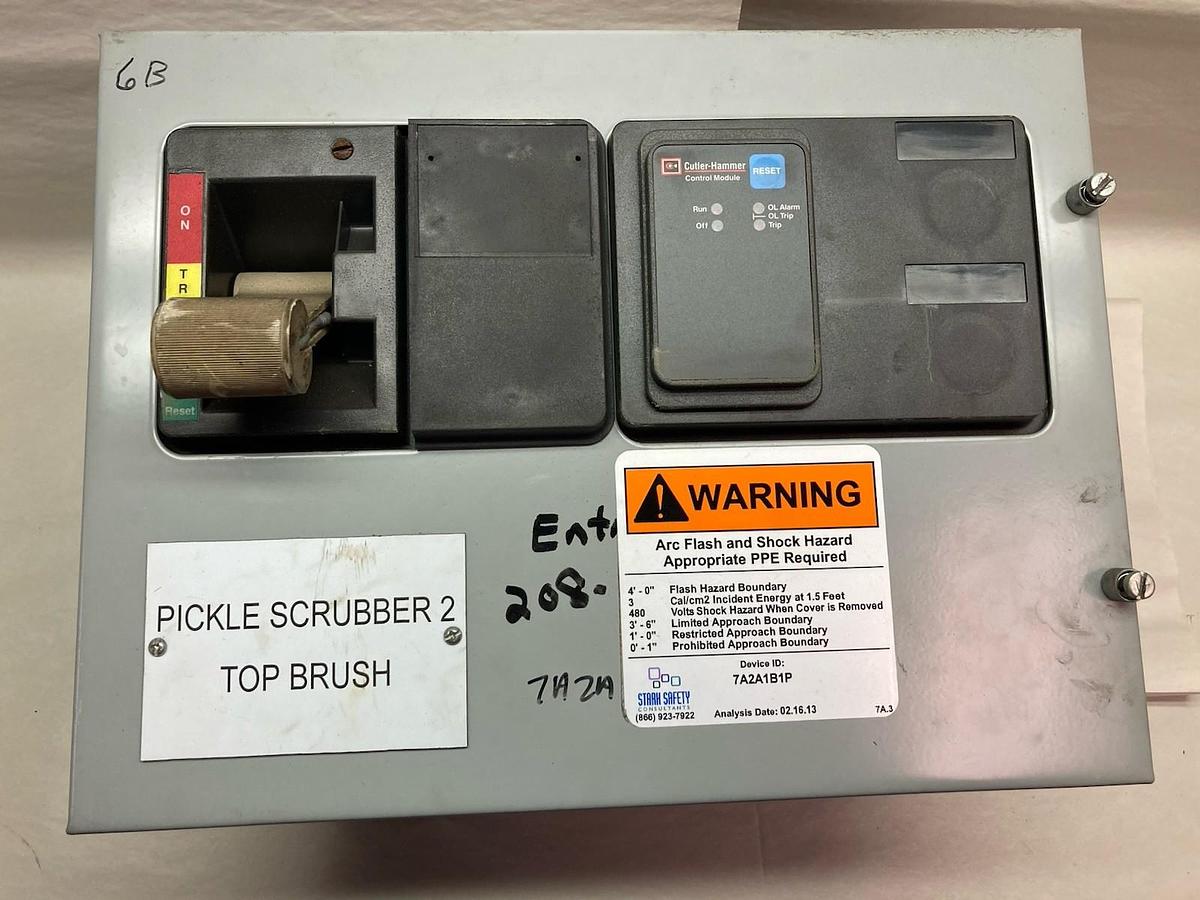 6B
ON
TR
Reset
Cutler-Hammer
Control Module
RESET
Run
OL Alarm
OL Trip
Off
Trip
WARNING
Arc Flash and Shock Hazard
Appropriate PPE Required
4' - 0" Flash Hazard Boundary
3 Cal/cm2 Incident Energy at 1.5 Feet
480 Volts Shock Hazard When Cover is Removed
3' - 6" Limited Approach Boundary
1' - 0" Restricted Approach Boundary
0' - 1" Prohibited Approach Boundary
Device ID:
7A2A1B1P
STARK SAFETY
CONSULTANTS
(866) 923-7922
Analysis Date: 02.16.13
7A.3
208-
7A2A
PICKLE SCRUBBER 2
TOP BRUSH